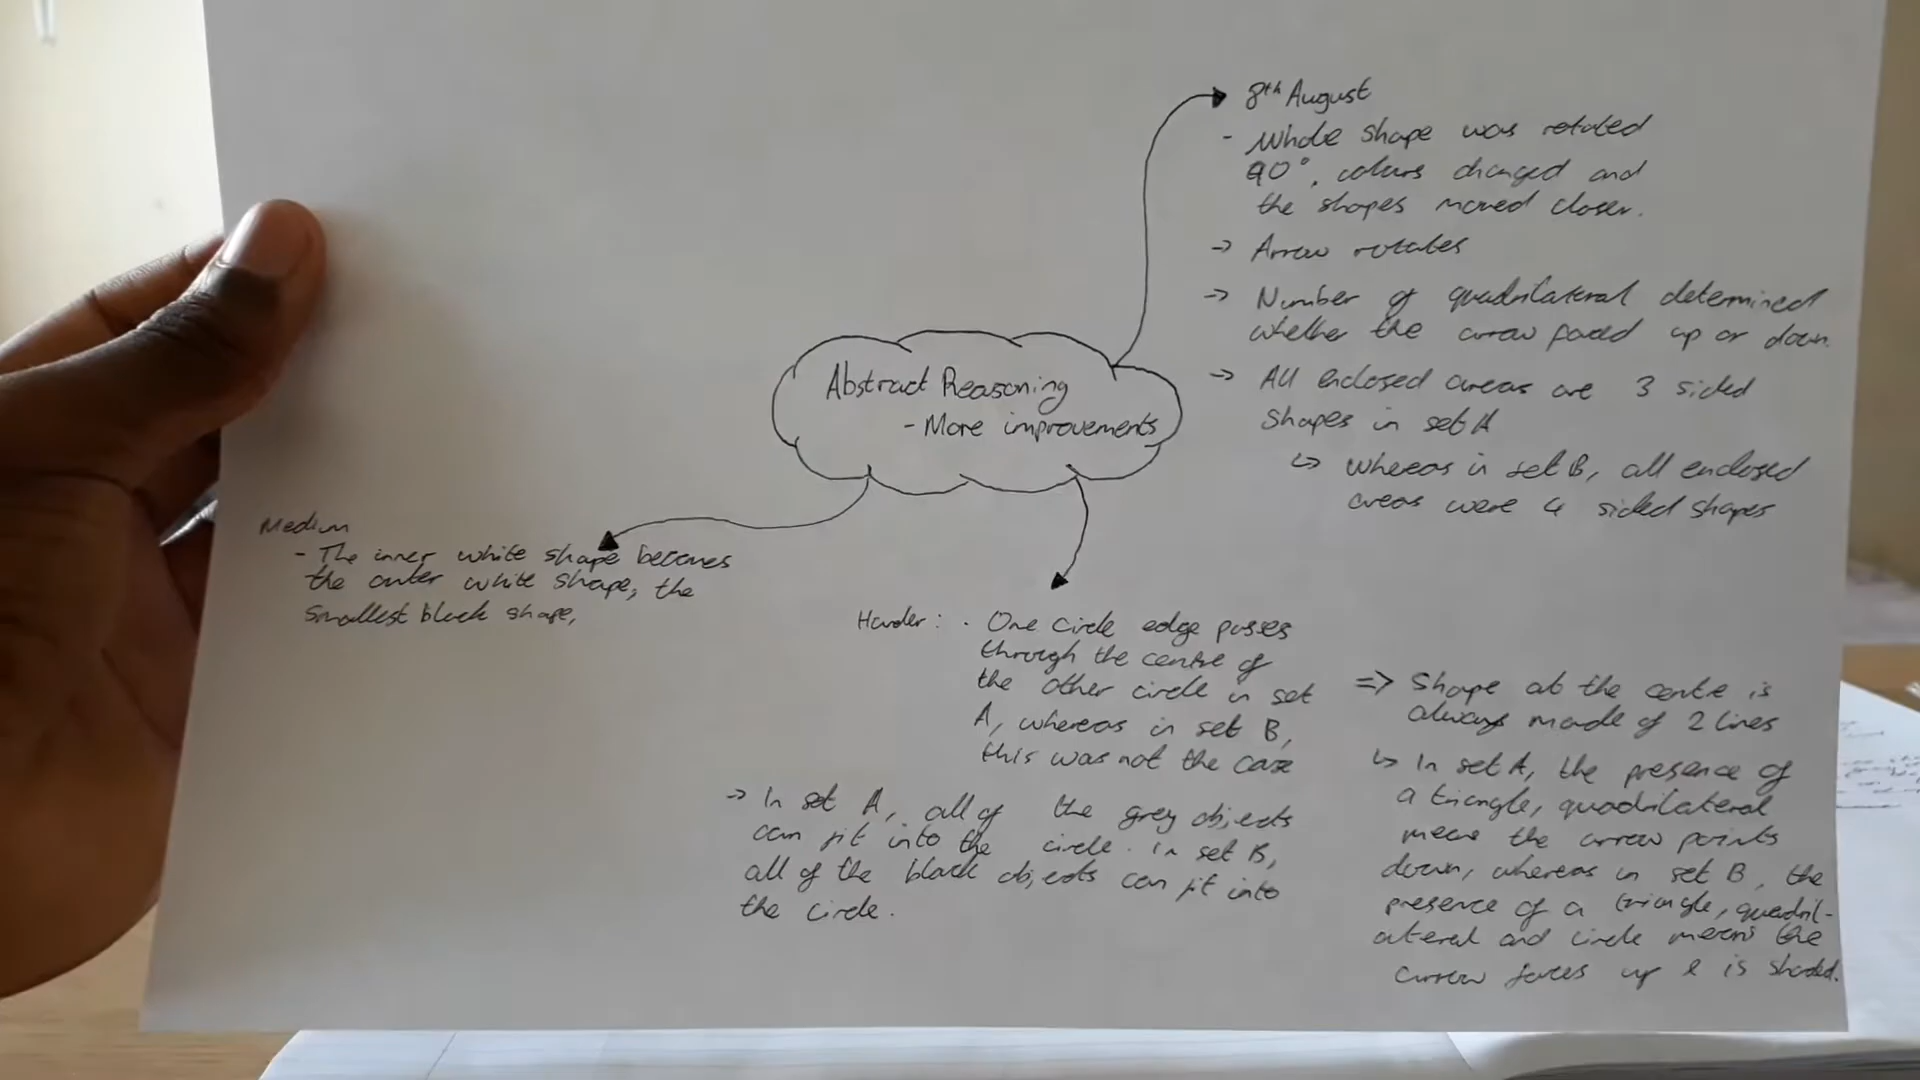 Abstract Reasoning
- More improvements
8th August
- Whole shape was rotated
90°, colours changed and
the shapes moved closer.
→ Arrow rotates
→ Number of quadrilateral determined
whether the arrow faced up or down.
→ All enclosed areas are 3 sided
shapes in set A
↳ whereas in set B, all enclosed
areas were 4 sided shapes
Medium
- The inner white shape becomes
the outer white shape, the
smallest black shape,
Harder: · One circle edge passes
through the centre of
the other circle in set
A, whereas in set B,
this was not the case
→ In set A, all of the grey objects
can fit into the circle. In set B,
all of the black objects can fit into
the circle.
⇒ Shape at the centre is
always made of 2 lines
↳ In set A, the presence of
a triangle, quadrilateral
means the arrow points
down, whereas in set B, the
presence of a triangle, quadril-
ateral and circle means the
arrow faces up & is shaded.